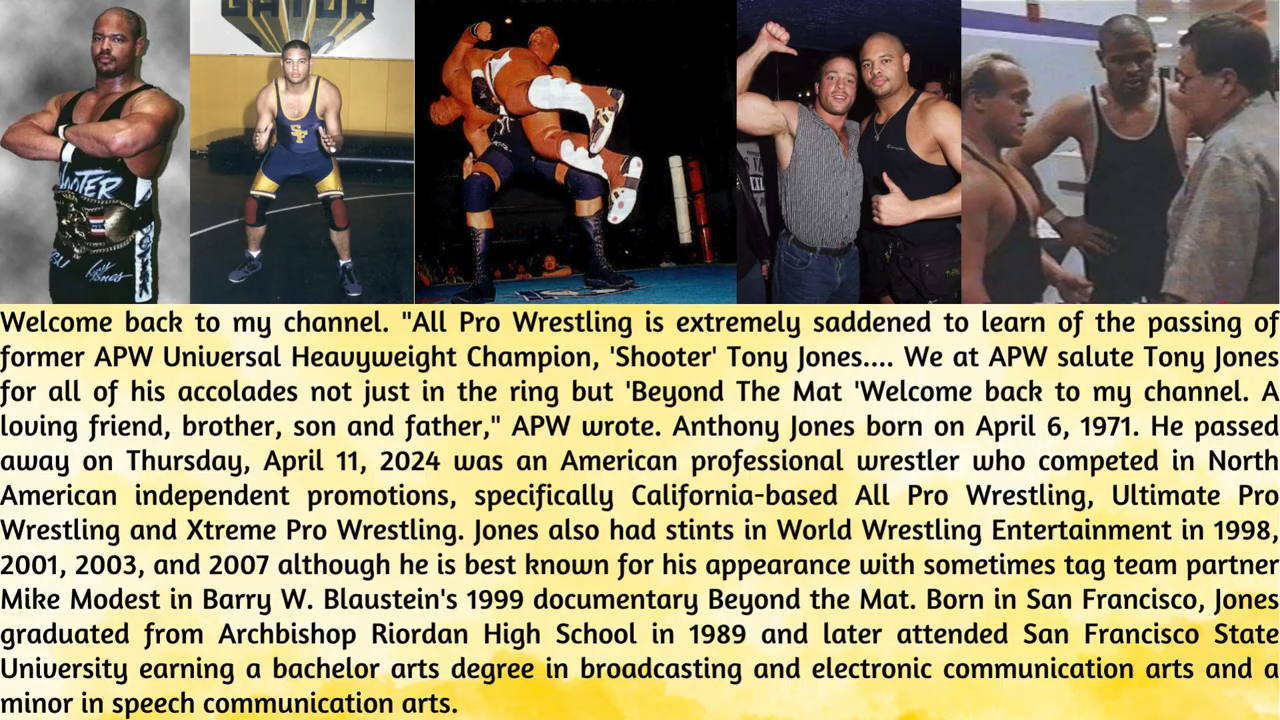 GATOR
SF
SHOOTER
Tony Jones
Welcome back to my channel. "All Pro Wrestling is extremely saddened to learn of the passing of
former APW Universal Heavyweight Champion, 'Shooter' Tony Jones.... We at APW salute Tony Jones
for all of his accolades not just in the ring but 'Beyond The Mat 'Welcome back to my channel. A
loving friend, brother, son and father," APW wrote. Anthony Jones born on April 6, 1971. He passed
away on Thursday, April 11, 2024 was an American professional wrestler who competed in North
American independent promotions, specifically California-based All Pro Wrestling, Ultimate Pro
Wrestling and Xtreme Pro Wrestling. Jones also had stints in World Wrestling Entertainment in 1998,
2001, 2003, and 2007 although he is best known for his appearance with sometimes tag team partner
Mike Modest in Barry W. Blaustein's 1999 documentary Beyond the Mat. Born in San Francisco, Jones
graduated from Archbishop Riordan High School in 1989 and later attended San Francisco State
University earning a bachelor arts degree in broadcasting and electronic communication arts and a
minor in speech communication arts.